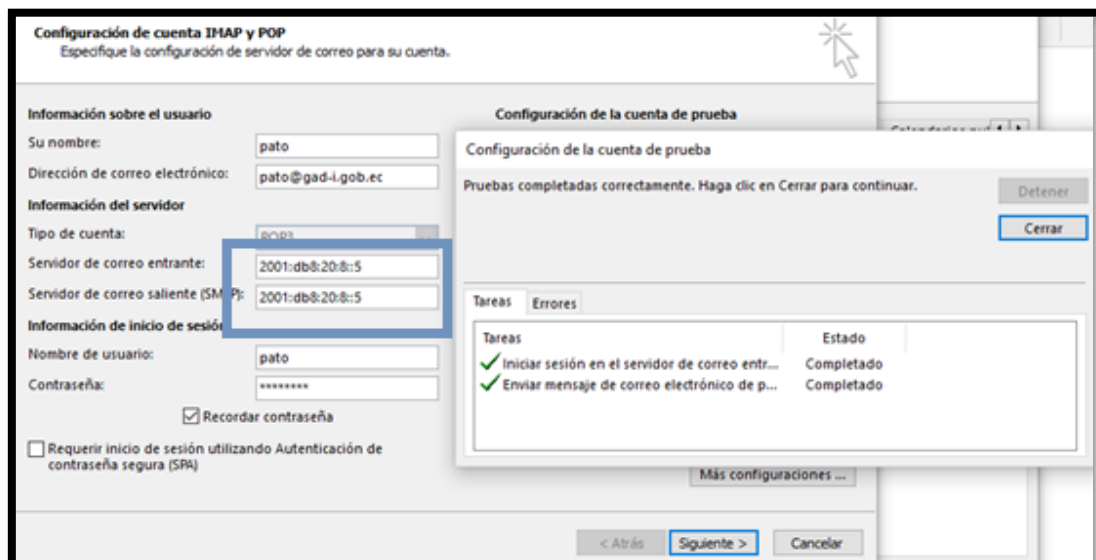 Configuración de cuenta IMAP y POP
Especifique la configuración de servidor de correo para su cuenta.
Información sobre el usuario
Su nombre:
pato
Dirección de correo electrónico:
pato@gad-i.gob.ec
Información del servidor
Tipo de cuenta:
POP3
Servidor de correo entrante:
2001:db8:20:8::5
Servidor de correo saliente (SMTP):
2001:db8:20:8::5
Información de inicio de sesión
Nombre de usuario:
pato
Contraseña:
********
Recordar contraseña
Requerir inicio de sesión utilizando Autenticación de
contraseña segura (SPA)
Configuración de la cuenta de prueba
Configuración de la cuenta de prueba
Pruebas completadas correctamente. Haga clic en Cerrar para continuar.
Detener
Cerrar
Tareas Errores
Tareas Estado
Iniciar sesión en el servidor de correo entr... Completado
Enviar mensaje de correo electrónico de p... Completado
Más configuraciones ...
< Atrás Siguiente > Cancelar